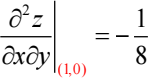 ∂²z/∂x∂y|₍₁,₀₎ = -1/8